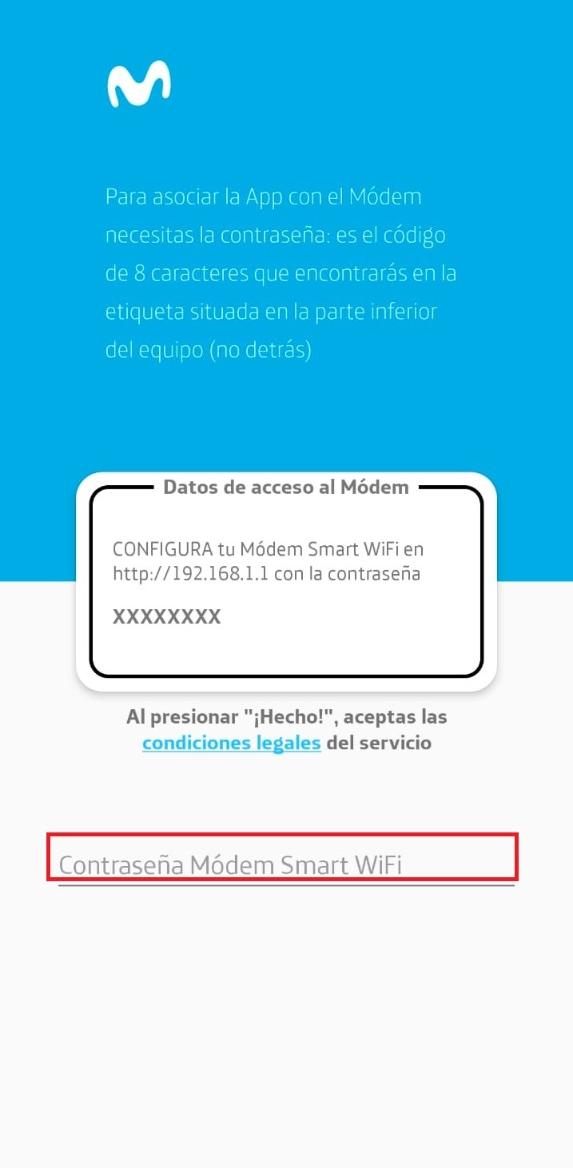 Para asociar la App con el Módem
necesitas la contraseña: es el código
de 8 caracteres que encontrarás en la
etiqueta situada en la parte inferior
del equipo (no detrás)
Datos de acceso al Módem
CONFIGURA tu Módem Smart WiFi en
http://192.168.1.1 con la contraseña
XXXXXXXX
Al presionar "¡Hecho!", aceptas las
condiciones legales del servicio
Contraseña Módem Smart WiFi